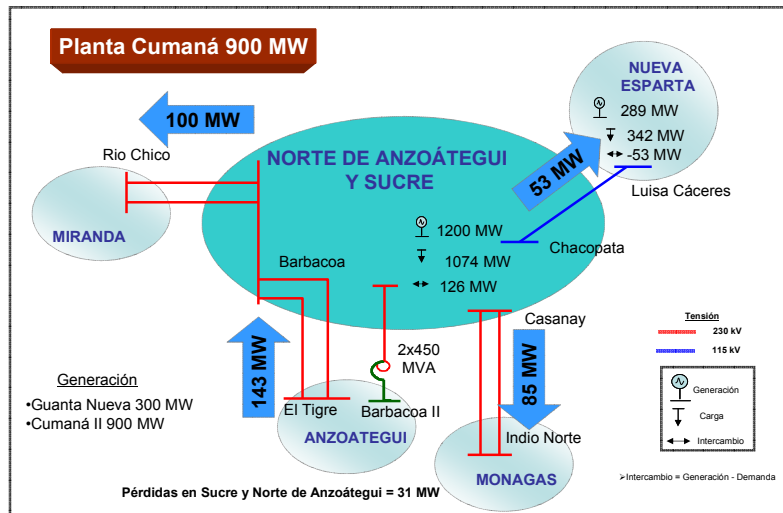 Planta Cumaná 900 MW
NUEVA
ESPARTA
289 MW
342 MW
-53 MW
100 MW
53 MW
Rio Chico
NORTE DE ANZOÁTEGUI
Y SUCRE
Luisa Cáceres
MIRANDA
1200 MW
Chacopata
Barbacoa
1074 MW
126 MW
Casanay
Tensión
230 kV
115 kV
143 MW
2x450
MVA
85 MW
Generación
•Guanta Nueva 300 MW
•Cumaná II 900 MW
El Tigre
Barbacoa II
ANZOATEGUI
Indio Norte
MONAGAS
Generación
Carga
Intercambio
➢Intercambio = Generación - Demanda
Pérdidas en Sucre y Norte de Anzoátegui = 31 MW